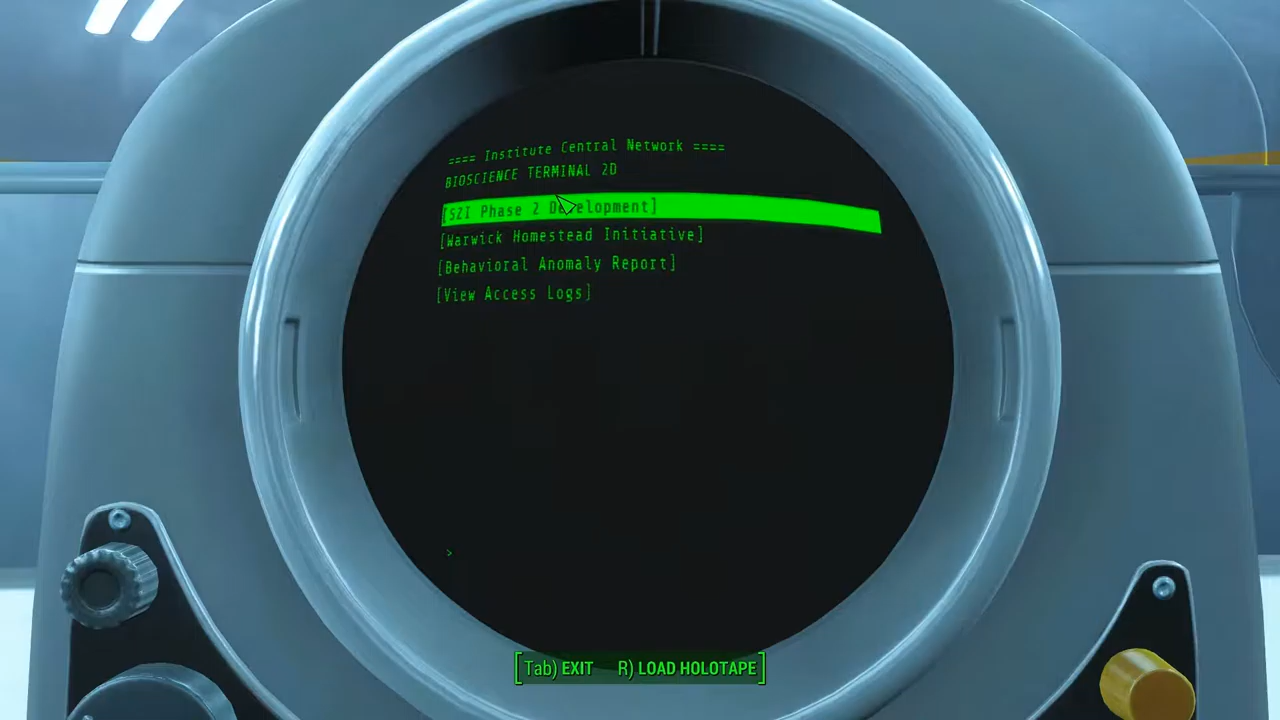 ==== Institute Central Network ====
BIOSCIENCE TERMINAL 2D
[SZI Phase 2 Development]
[Warwick Homestead Initiative]
[Behavioral Anomaly Report]
[View Access Logs]
>
[Tab) EXIT R) LOAD HOLOTAPE]